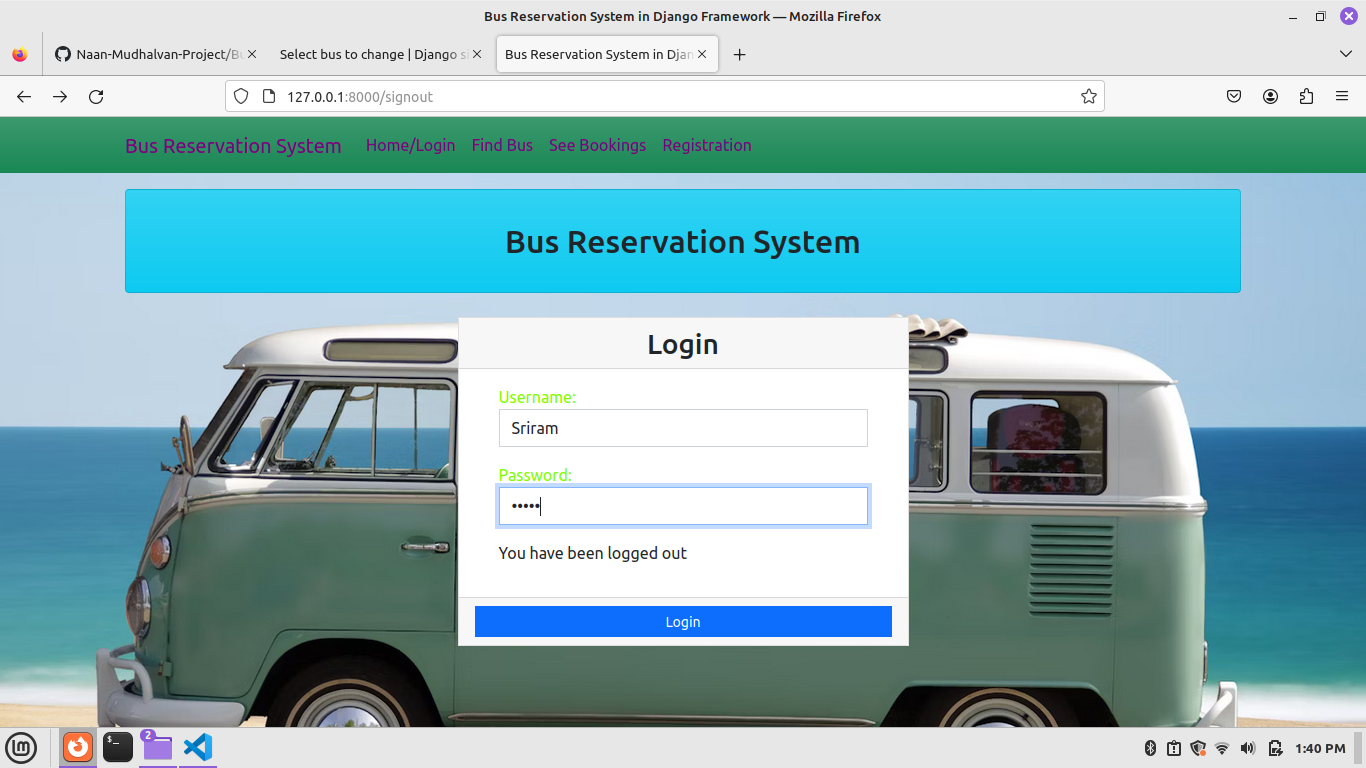 Bus Reservation System in Django Framework — Mozilla Firefox
Naan-Mudhalvan-Project/B
Select bus to change | Django s
Bus Reservation System in Djan
127.0.0.1:8000/signout
Bus Reservation System Home/Login Find Bus See Bookings Registration
Bus Reservation System
Login
Username:
Sriram
Password:
•••••
You have been logged out
Login
2
1:40 PM